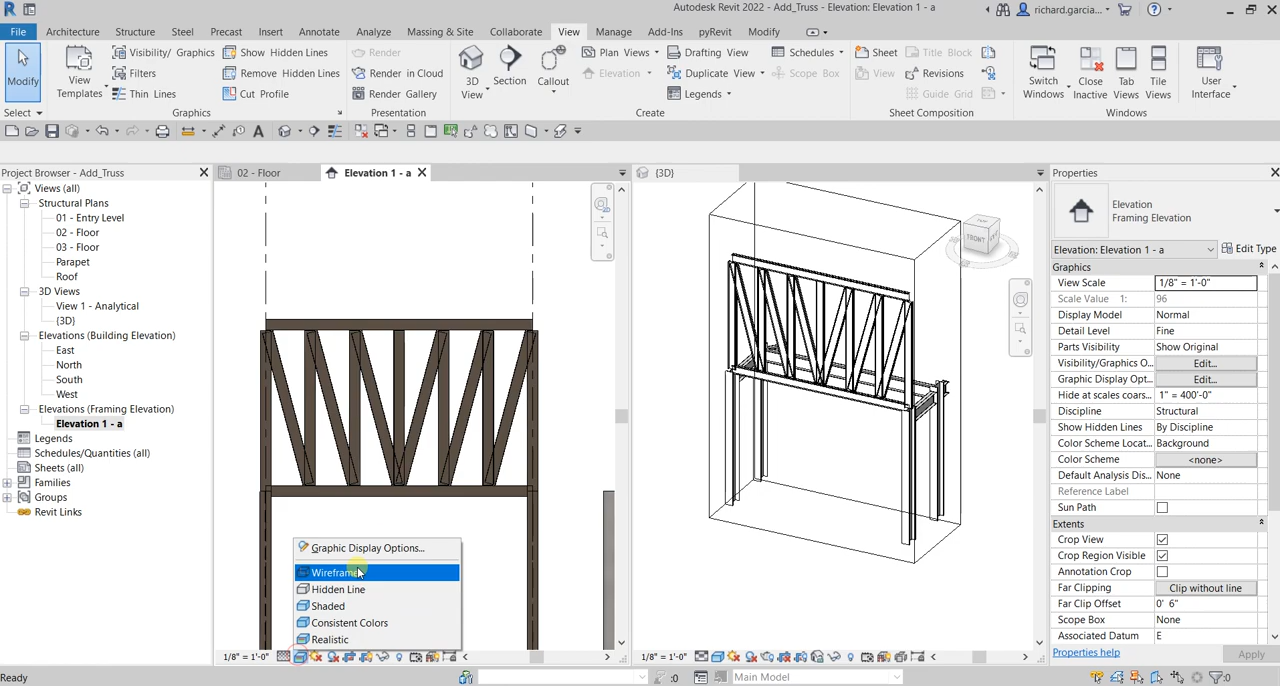 Autodesk Revit 2022 - Add_Truss - Elevation: Elevation 1 - a
richard.garcia...
File Architecture Structure Steel Precast Insert Annotate Analyze Massing & Site Collaborate View Manage Add-Ins pyRevit Modify
Modify
View Templates
Visibility/ Graphics
Filters
Thin Lines
Show Hidden Lines
Remove Hidden Lines
Cut Profile
Render
Render in Cloud
Render Gallery
3D View
Section
Callout
Plan Views
Elevation
Drafting View
Duplicate View
Legends
Schedules
Scope Box
Sheet
View
Title Block
Revisions
Guide Grid
Switch Windows
Close Inactive
Tab Views
Tile Views
User Interface
Select Graphics Presentation Create Sheet Composition Windows
Project Browser - Add_Truss
02 - Floor
Elevation 1 - a
{3D}
Properties
Views (all)
Structural Plans
01 - Entry Level
02 - Floor
03 - Floor
Parapet
Roof
3D Views
View 1 - Analytical
{3D}
Elevations (Building Elevation)
East
North
South
West
Elevations (Framing Elevation)
Elevation 1 - a
Legends
Schedules/Quantities (all)
Sheets (all)
Families
Groups
Revit Links
Graphic Display Options...
Wireframe
Hidden Line
Shaded
Consistent Colors
Realistic
1/8" = 1'-0"
TOP
FRONT
1/8" = 1'-0"
Elevation
Framing Elevation
Elevation: Elevation 1 - a
Edit Type
Graphics
View Scale 1/8" = 1'-0"
Scale Value 1: 96
Display Model Normal
Detail Level Fine
Parts Visibility Show Original
Visibility/Graphics O... Edit...
Graphic Display Opt... Edit...
Hide at scales coars... 1" = 400'-0"
Discipline Structural
Show Hidden Lines By Discipline
Color Scheme Locat... Background
Color Scheme <none>
Default Analysis Dis... None
Reference Label
Sun Path
Extents
Crop View
Crop Region Visible
Annotation Crop
Far Clipping Clip without line
Far Clip Offset 0' 6"
Scope Box None
Associated Datum E
Properties help
Apply
Ready
:0
Main Model
:0